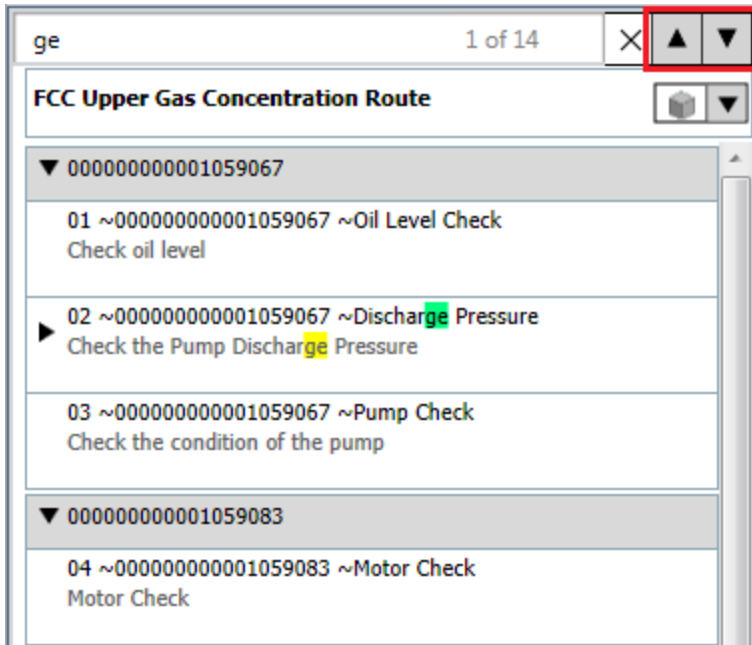 ge 1 of 14
FCC Upper Gas Concentration Route
000000000001059067
01 ~000000000001059067 ~Oil Level Check
Check oil level
02 ~000000000001059067 ~Discharge Pressure
Check the Pump Discharge Pressure
03 ~000000000001059067 ~Pump Check
Check the condition of the pump
000000000001059083
04 ~000000000001059083 ~Motor Check
Motor Check